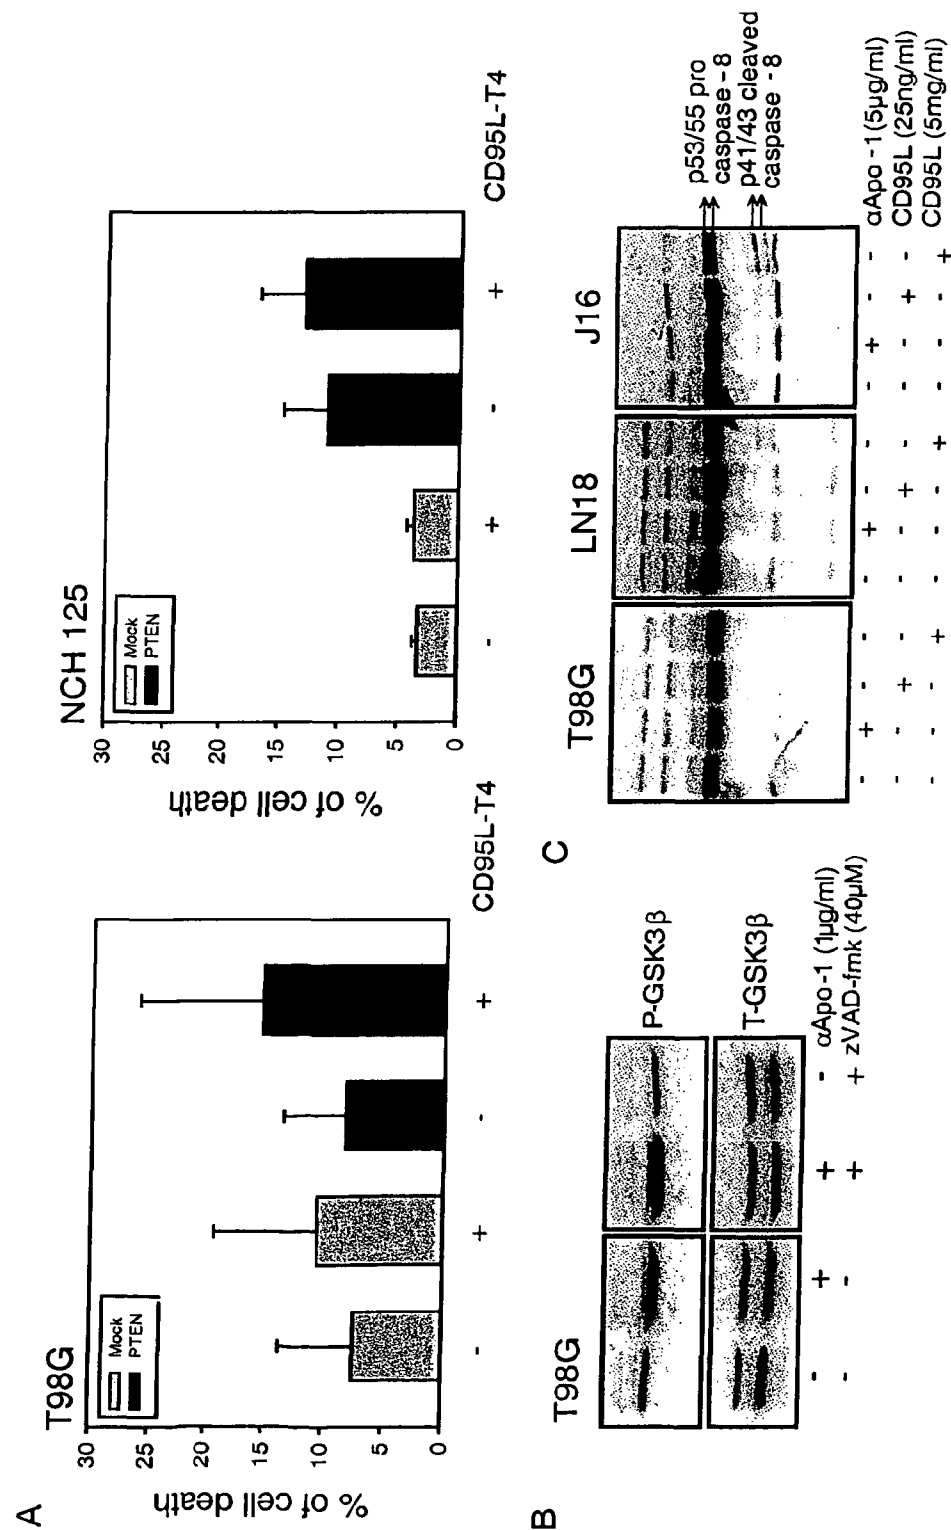 A
T98G
Mock
PTEN
% of cell death
30
25
20
15
10
5
0
- + - + CD95L-T4
NCH 125
Mock
PTEN
% of cell death
30
25
20
15
10
5
0
- + - + CD95L-T4
B
T98G
P-GSK3β
T-GSK3β
- + + - αApo-1 (1µg/ml)
- - + + zVAD-fmk (40µM)
C
T98G
LN18
J16
p53/55 pro
caspase - 8
p41/43 cleaved
caspase - 8
- + - - - + - - - + - - αApo -1 (5µg/ml)
- - + - - - + - - - + - CD95L (25ng/ml)
- - - + - - - + - - - + CD95L (5mg/ml)